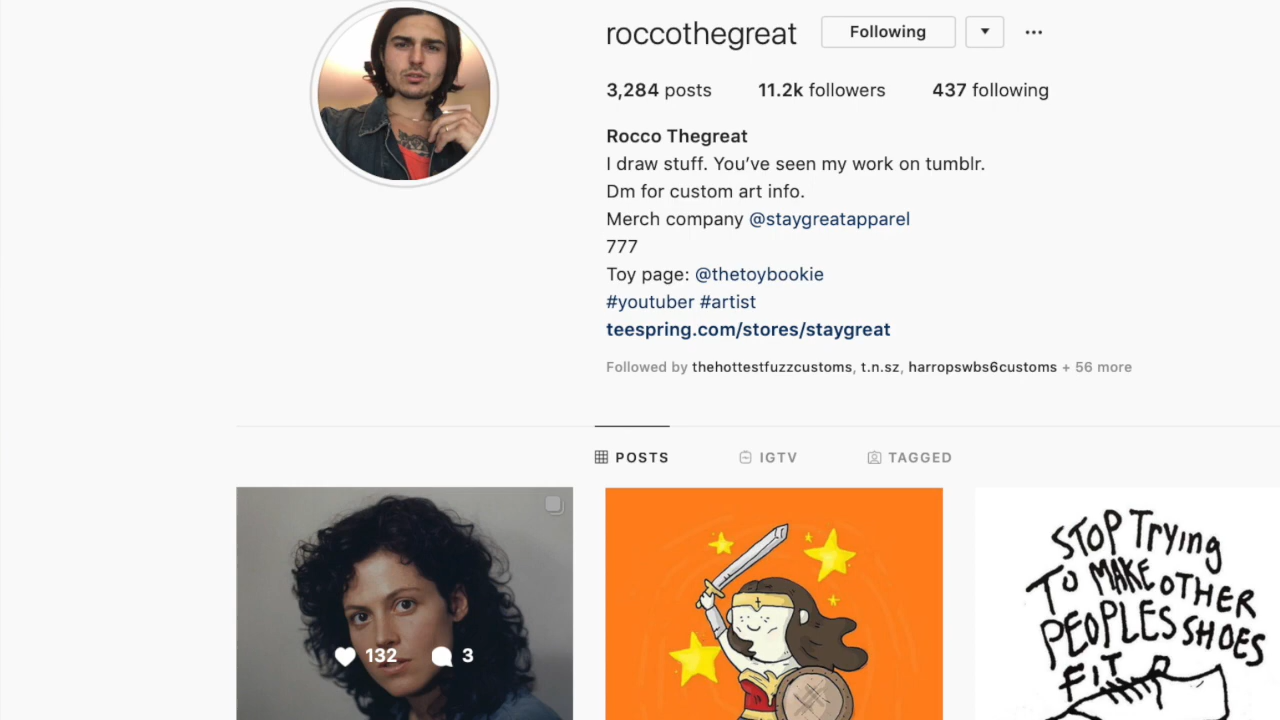 roccothegreat Following
3,284 posts 11.2k followers 437 following
Rocco Thegreat
I draw stuff. You’ve seen my work on tumblr.
Dm for custom art info.
Merch company @staygreatapparel
777
Toy page: @thetoybookie
#youtuber #artist
teespring.com/stores/staygreat
Followed by thehottestfuzzcustoms, t.n.sz, harropswbs6customs + 56 more
POSTS IGTV TAGGED
132 3
STOP Trying
To MAKE OTHER
PEOPLES SHOES
FIT